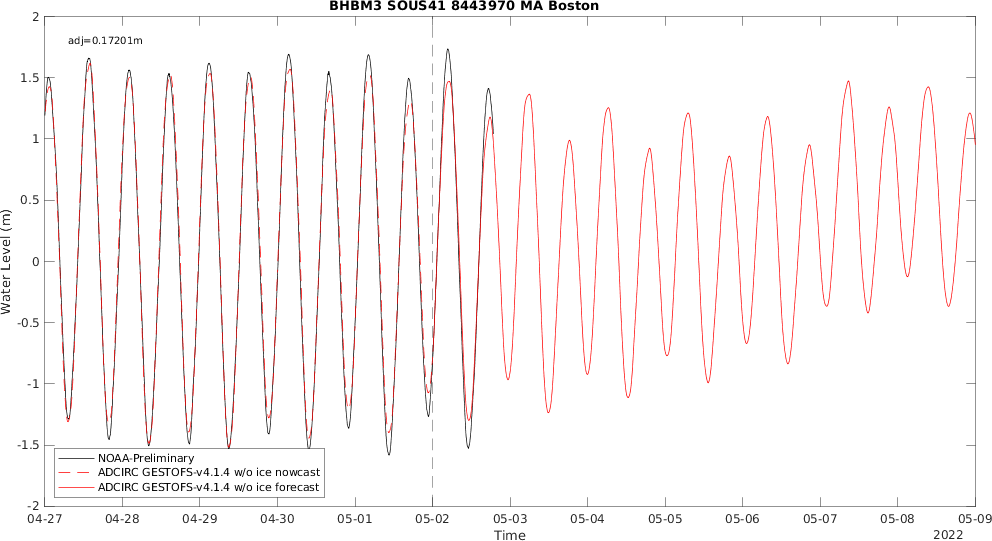 BHBM3 SOUS41 8443970 MA Boston
adj=0.17201m
2
1.5
1
0.5
0
-0.5
-1
-1.5
-2
Water Level (m)
NOAA-Preliminary
ADCIRC GESTOFS-v4.1.4 w/o ice nowcast
ADCIRC GESTOFS-v4.1.4 w/o ice forecast
04-27 04-28 04-29 04-30 05-01 05-02 05-03 05-04 05-05 05-06 05-07 05-08 05-09
Time
2022